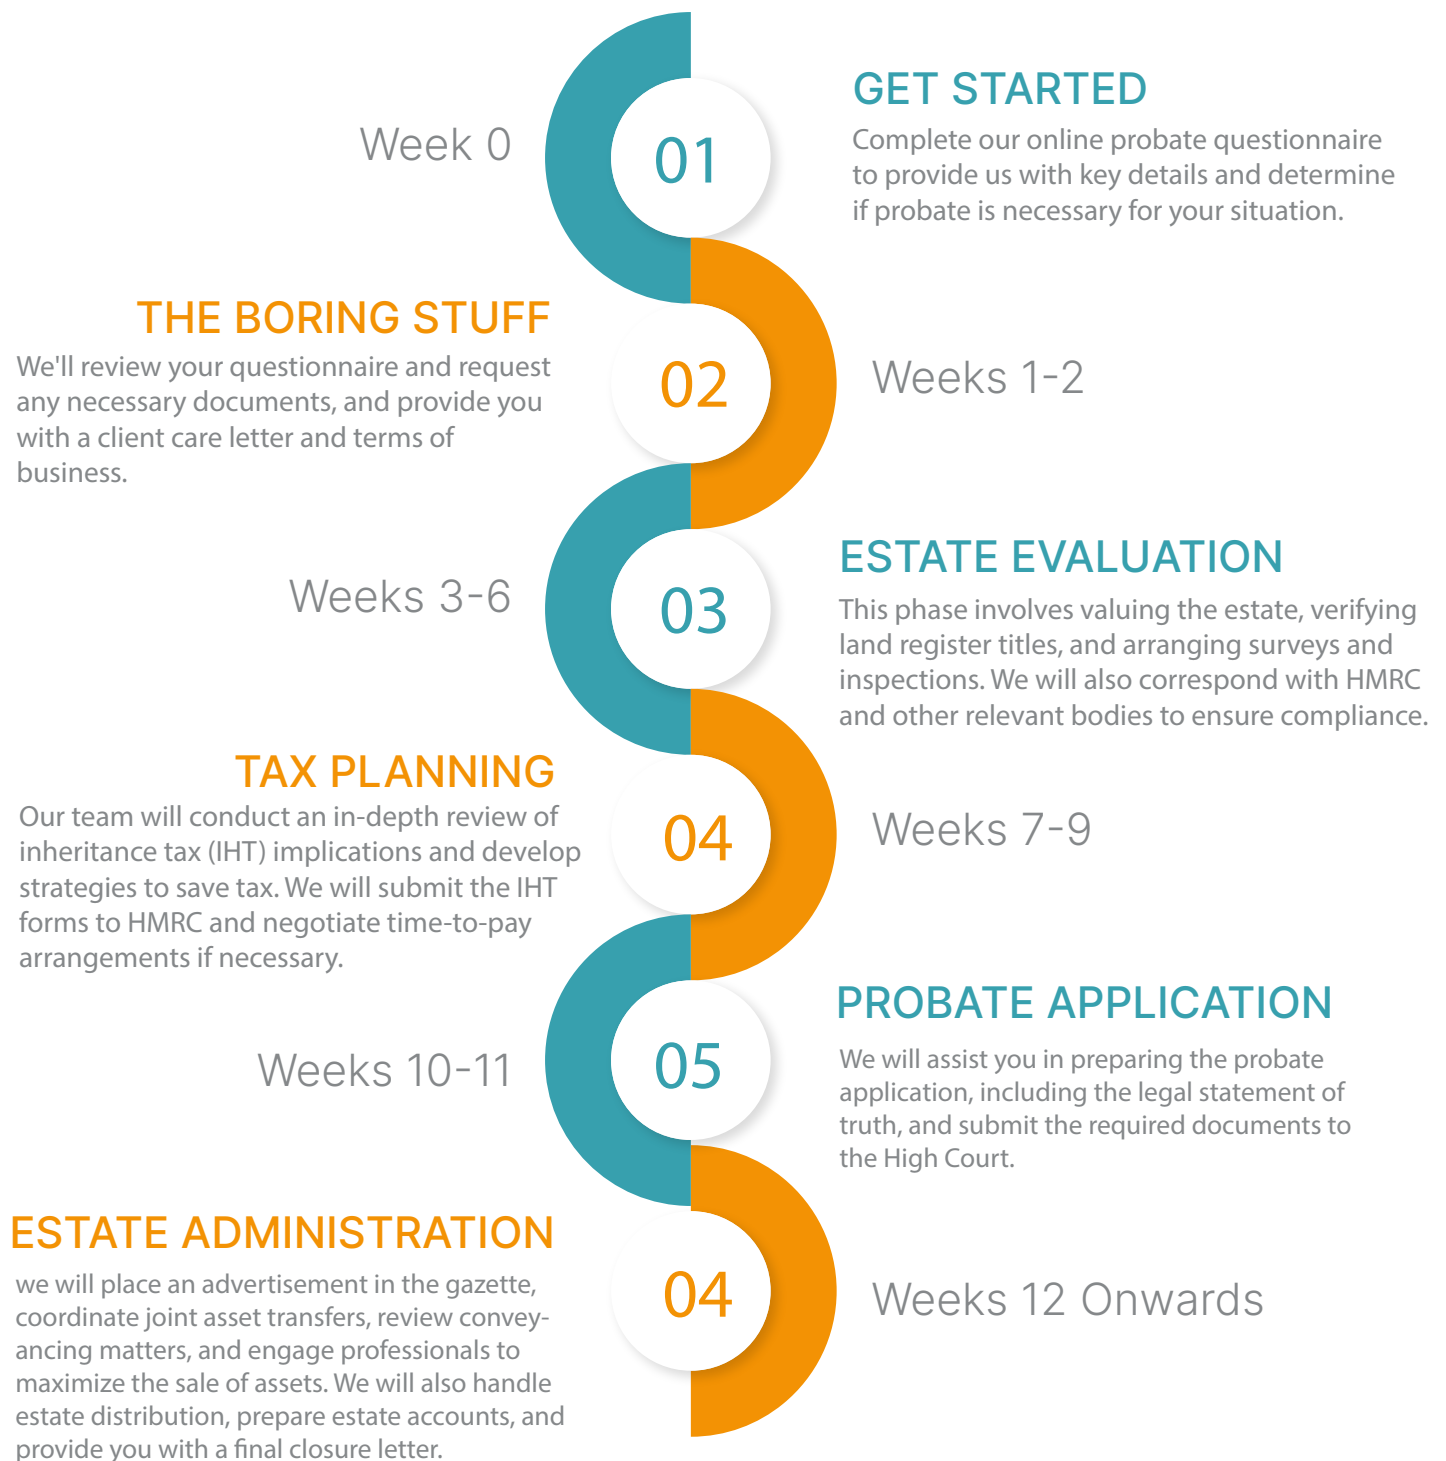 Week 0
01
GET STARTED
Complete our online probate questionnaire
to provide us with key details and determine
if probate is necessary for your situation.
THE BORING STUFF
We'll review your questionnaire and request
any necessary documents, and provide you
with a client care letter and terms of
business.
02
Weeks 1-2
Weeks 3-6
03
ESTATE EVALUATION
This phase involves valuing the estate, verifying
land register titles, and arranging surveys and
inspections. We will also correspond with HMRC
and other relevant bodies to ensure compliance.
TAX PLANNING
Our team will conduct an in-depth review of
inheritance tax (IHT) implications and develop
strategies to save tax. We will submit the IHT
forms to HMRC and negotiate time-to-pay
arrangements if necessary.
04
Weeks 7-9
Weeks 10-11
05
PROBATE APPLICATION
We will assist you in preparing the probate
application, including the legal statement of
truth, and submit the required documents to
the High Court.
ESTATE ADMINISTRATION
we will place an advertisement in the gazette,
coordinate joint asset transfers, review convey-
ancing matters, and engage professionals to
maximize the sale of assets. We will also handle
estate distribution, prepare estate accounts, and
provide you with a final closure letter.
04
Weeks 12 Onwards